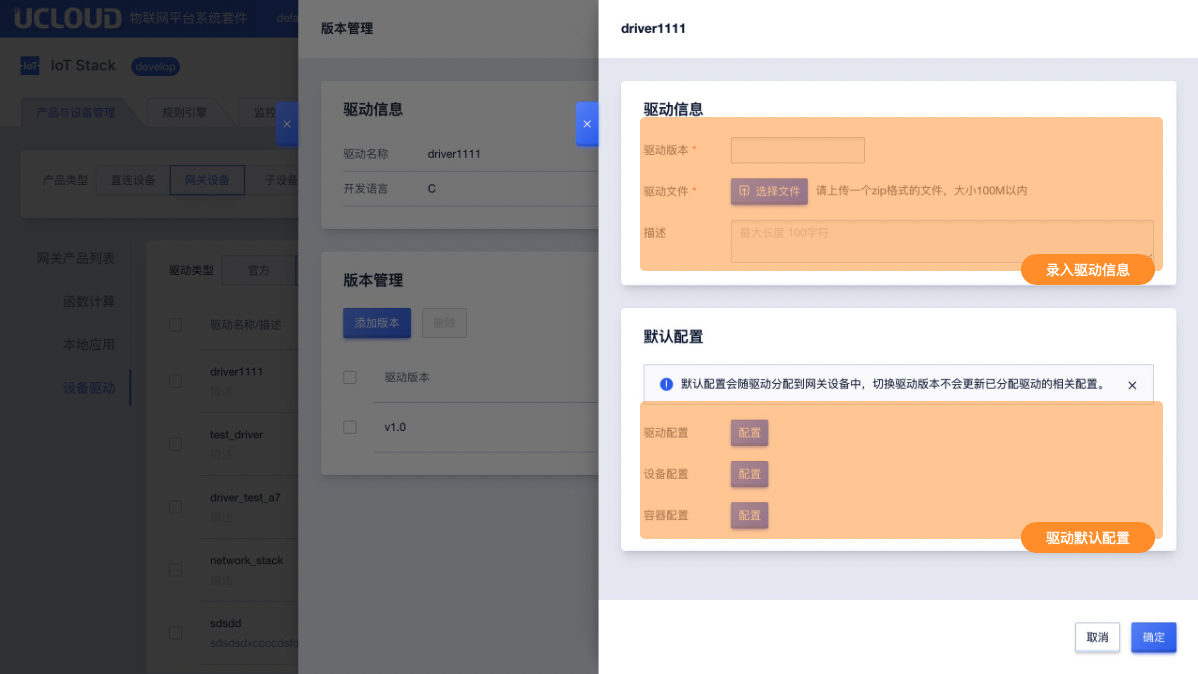 UCLOUD 物联网平台系统套件 defa
IoT IoT Stack develop
产品与设备管理 规则引擎 监控
产品类型 直连设备 网关设备 子设备
网关产品列表
函数计算
本地应用
设备驱动
驱动类型 官方
驱动名称/描述
driver1111
描述
test_driver
描述
driver_test_a7
描述
network_stack
描述
sdsdd
sdsdsdxccccdsfd
版本管理
驱动信息
驱动名称 driver1111
开发语言 C
版本管理
添加版本 删除
驱动版本
v1.0
driver1111
驱动信息
驱动版本 *
驱动文件 * 选择文件 请上传一个zip格式的文件，大小100M以内
描述 最大长度 100字符
录入驱动信息
默认配置
默认配置会随驱动分配到网关设备中，切换驱动版本不会更新已分配驱动的相关配置。
驱动配置 配置
设备配置 配置
容器配置 配置
驱动默认配置
取消 确定